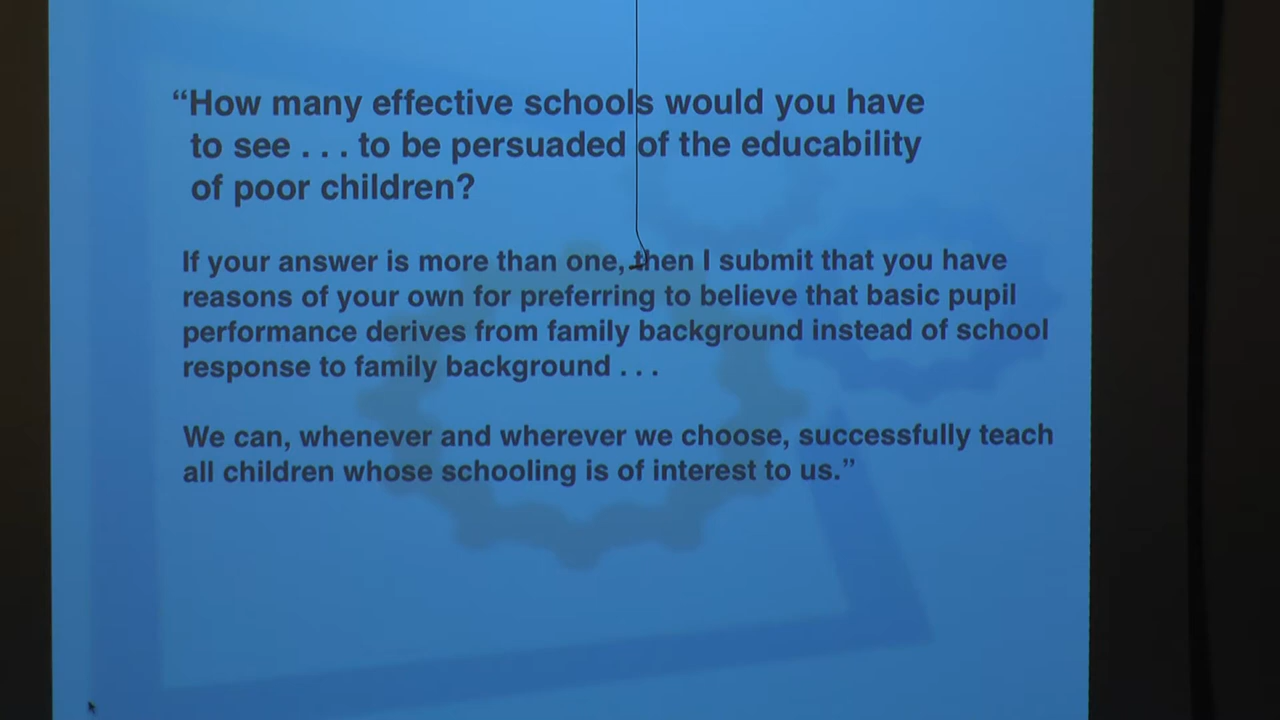 “How many effective schools would you have
to see . . . to be persuaded of the educability
of poor children?
If your answer is more than one, then I submit that you have
reasons of your own for preferring to believe that basic pupil
performance derives from family background instead of school
response to family background . . .
We can, whenever and wherever we choose, successfully teach
all children whose schooling is of interest to us.”